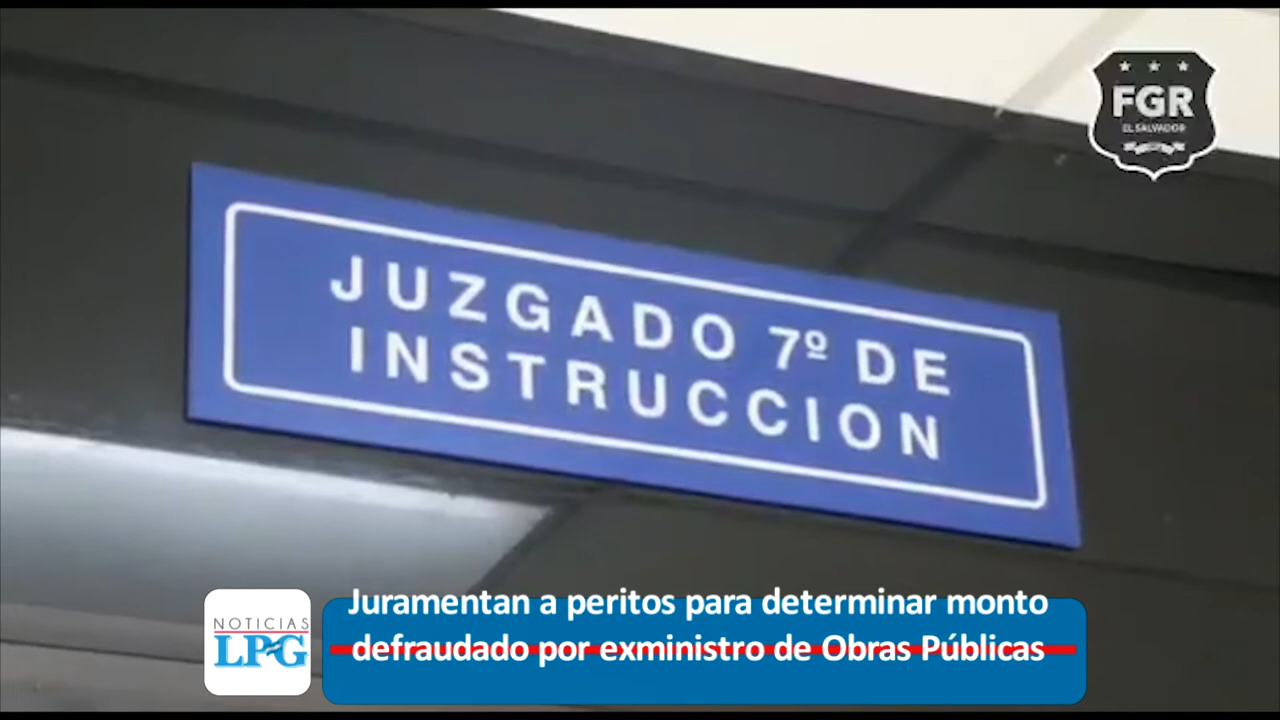 FGR
EL SALVADOR
JUZGADO 7º DE
INSTRUCCION
NOTICIAS
LPG
Juramentan a peritos para determinar monto
defraudado por exministro de Obras Públicas